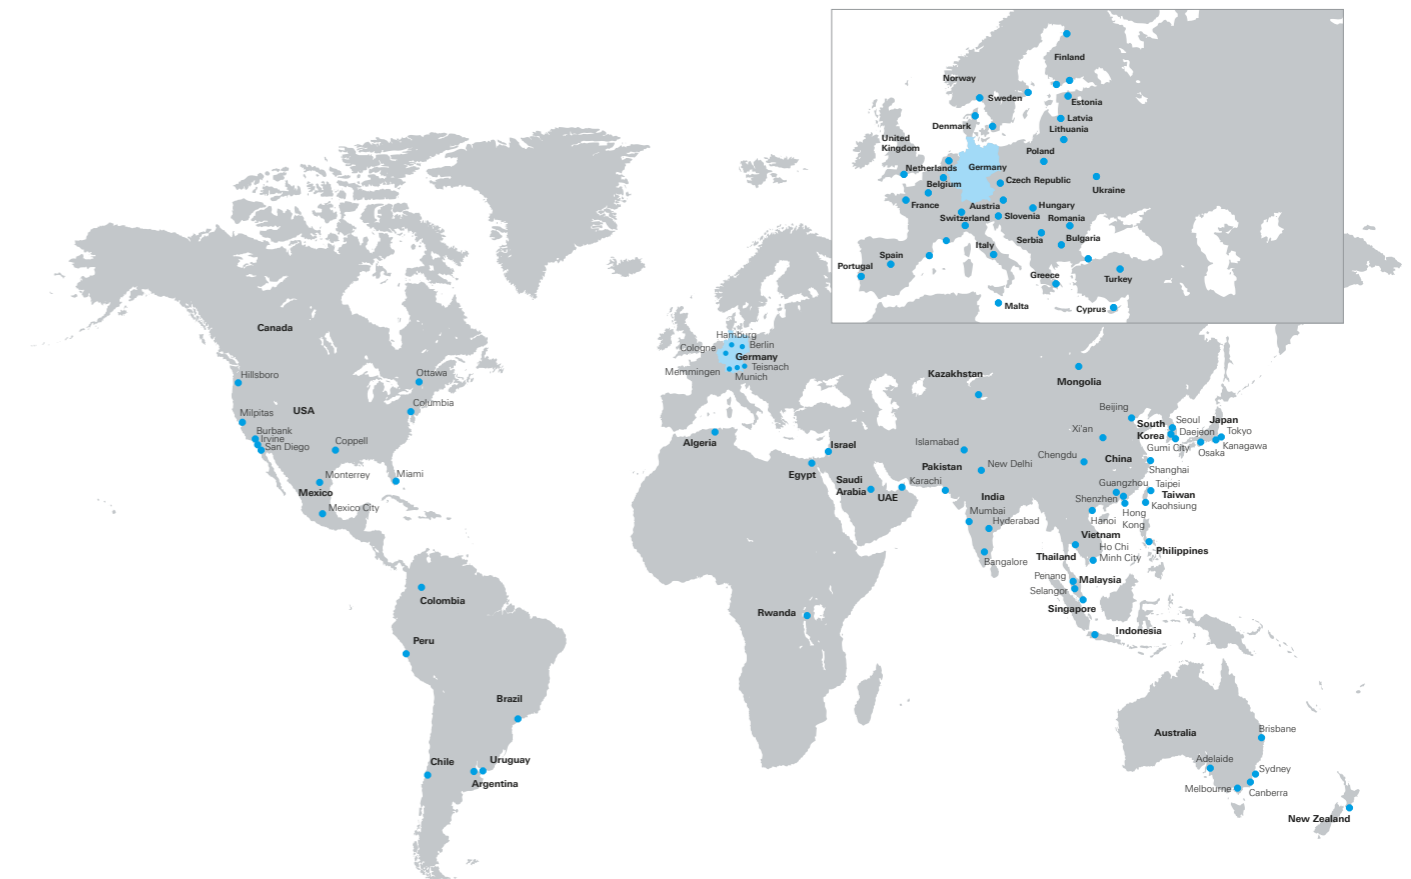 Finland
Norway
Sweden
Estonia
Latvia
Denmark
Lithuania
United
Kingdom
Poland
Netherlands
Germany
Czech Republic
Belgium
Ukraine
France
Austria
Hungary
Switzerland
Slovenia
Romania
Serbia
Bulgaria
Italy
Spain
Portugal
Greece
Turkey
Malta
Cyprus
Canada
Hillsboro
Ottawa
Milpitas
USA
Columbia
Burbank
Irvine
San Diego
Coppell
Monterrey
Miami
Mexico
Mexico City
Colombia
Peru
Brazil
Chile
Uruguay
Argentina
Hamburg
Cologne
Berlin
Germany
Memmingen
Teisnach
Munich
Algeria
Israel
Egypt
Saudi
Arabia
UAE
Rwanda
Kazakhstan
Mongolia
Islamabad
Pakistan
New Delhi
Karachi
India
Mumbai
Hyderabad
Bangalore
Beijing
Xi'an
Chengdu
China
South
Korea
Seoul
Daejeon
Gumi City
Japan
Tokyo
Kanagawa
Osaka
Shanghai
Guangzhou
Shenzhen
Taipei
Taiwan
Kaohsiung
Hong
Kong
Hanoi
Vietnam
Thailand
Ho Chi
Minh City
Philippines
Penang
Malaysia
Selangor
Singapore
Indonesia
Australia
Brisbane
Adelaide
Sydney
Melbourne
Canberra
New Zealand